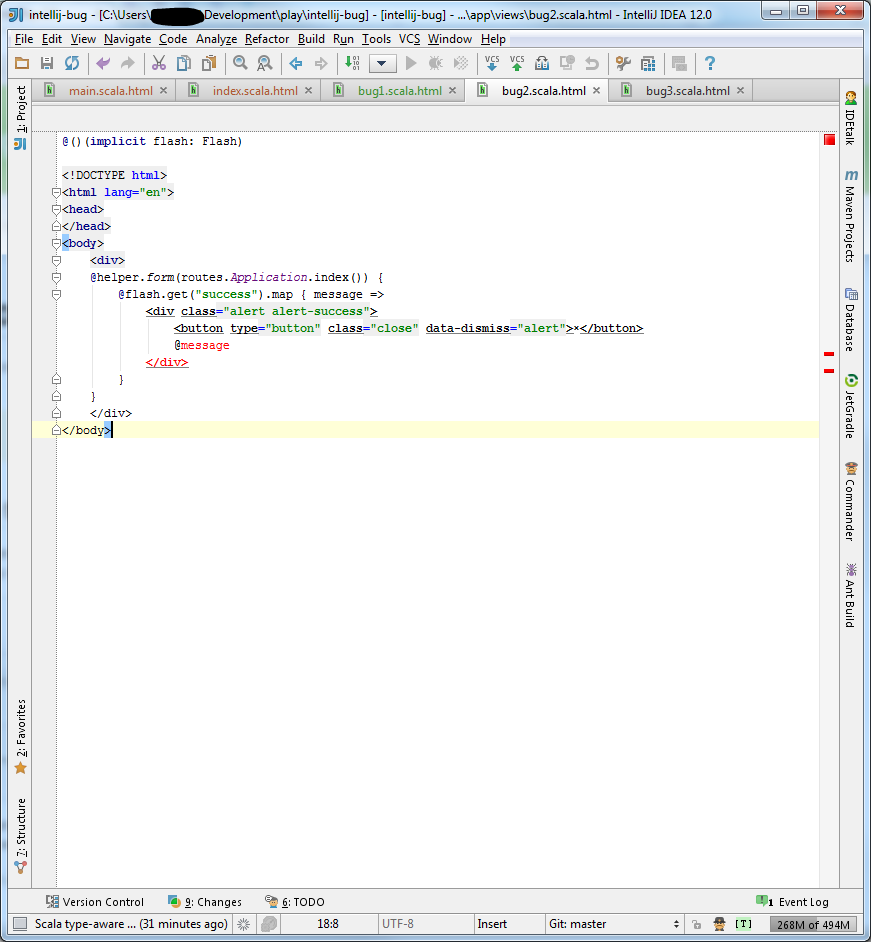 intellij-bug - [C:\Users\ Development\play\intellij-bug] - [intellij-bug] - ...\app\views\bug2.scala.html - IntelliJ IDEA 12.0
File Edit View Navigate Code Analyze Refactor Build Run Tools VCS Window Help
VCS VCS
main.scala.html index.scala.html bug1.scala.html bug2.scala.html bug3.scala.html
1: Project
@()(implicit flash: Flash)
<!DOCTYPE html>
<html lang="en">
<head>
</head>
<body>
<div>
@helper.form(routes.Application.index()) {
@flash.get("success").map { message =>
<div class="alert alert-success">
<button type="button" class="close" data-dismiss="alert">×</button>
@message
</div>
}
}
</div>
</body>
IDEtalk
Maven Projects
Database
JetGradle
Commander
Ant Build
2: Favorites
7: Structure
Version Control 9: Changes 6: TODO 1 Event Log
Scala type-aware ... (31 minutes ago) 18:8 UTF-8 Insert Git: master [T] 268M of 494M